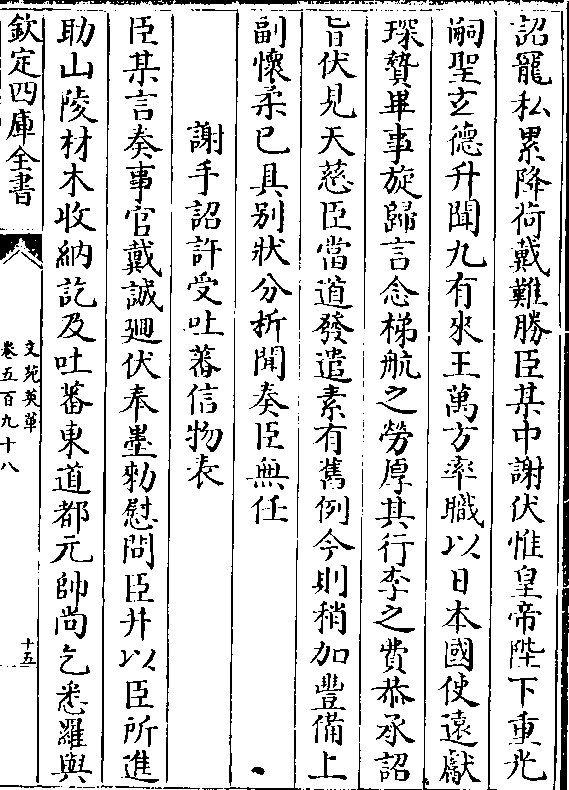 詔寵私累降荷戴難勝臣某中謝伏惟皇帝陛下重光
嗣聖玄德升聞九有來王萬方率職以日本國使遠獻
琛贄畢事旋歸言念梯航之勞厚其行李之費恭承詔
旨伏見天慈臣當道發遣素有舊例今則稍加豐備上
副懷柔已具别狀分析聞奏臣無任
謝手詔許受吐蕃信物表
臣某言奏事官戴誠廻伏奉墨勑慰問臣并以臣所進
助山陵材木收納訖及吐蕃東道都元帥尚乞悉羅與
欽定四庫全書
文苑英華
卷五百九十八
十五